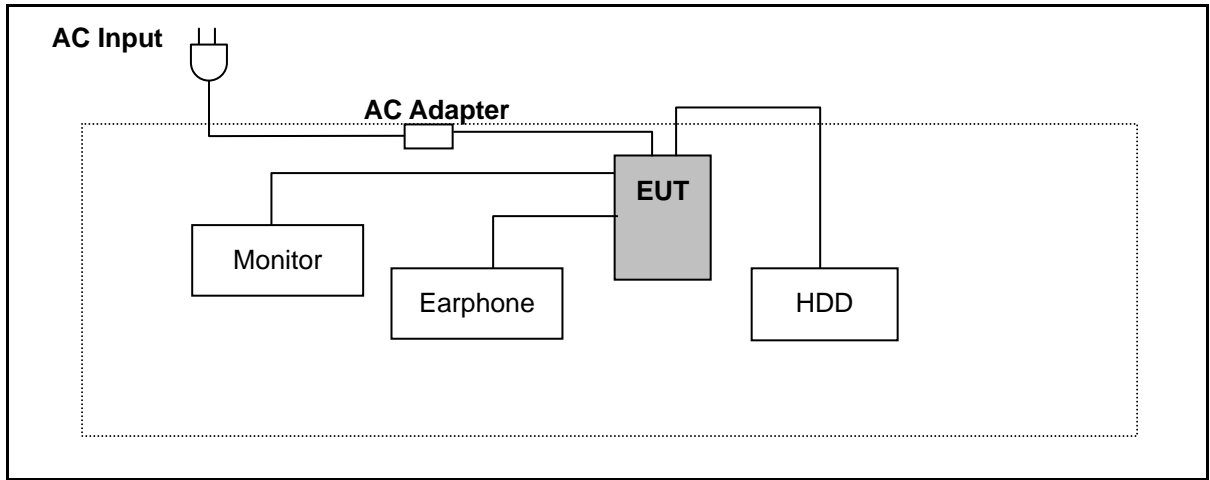 AC Input
AC Adapter
EUT
Monitor
Earphone
HDD